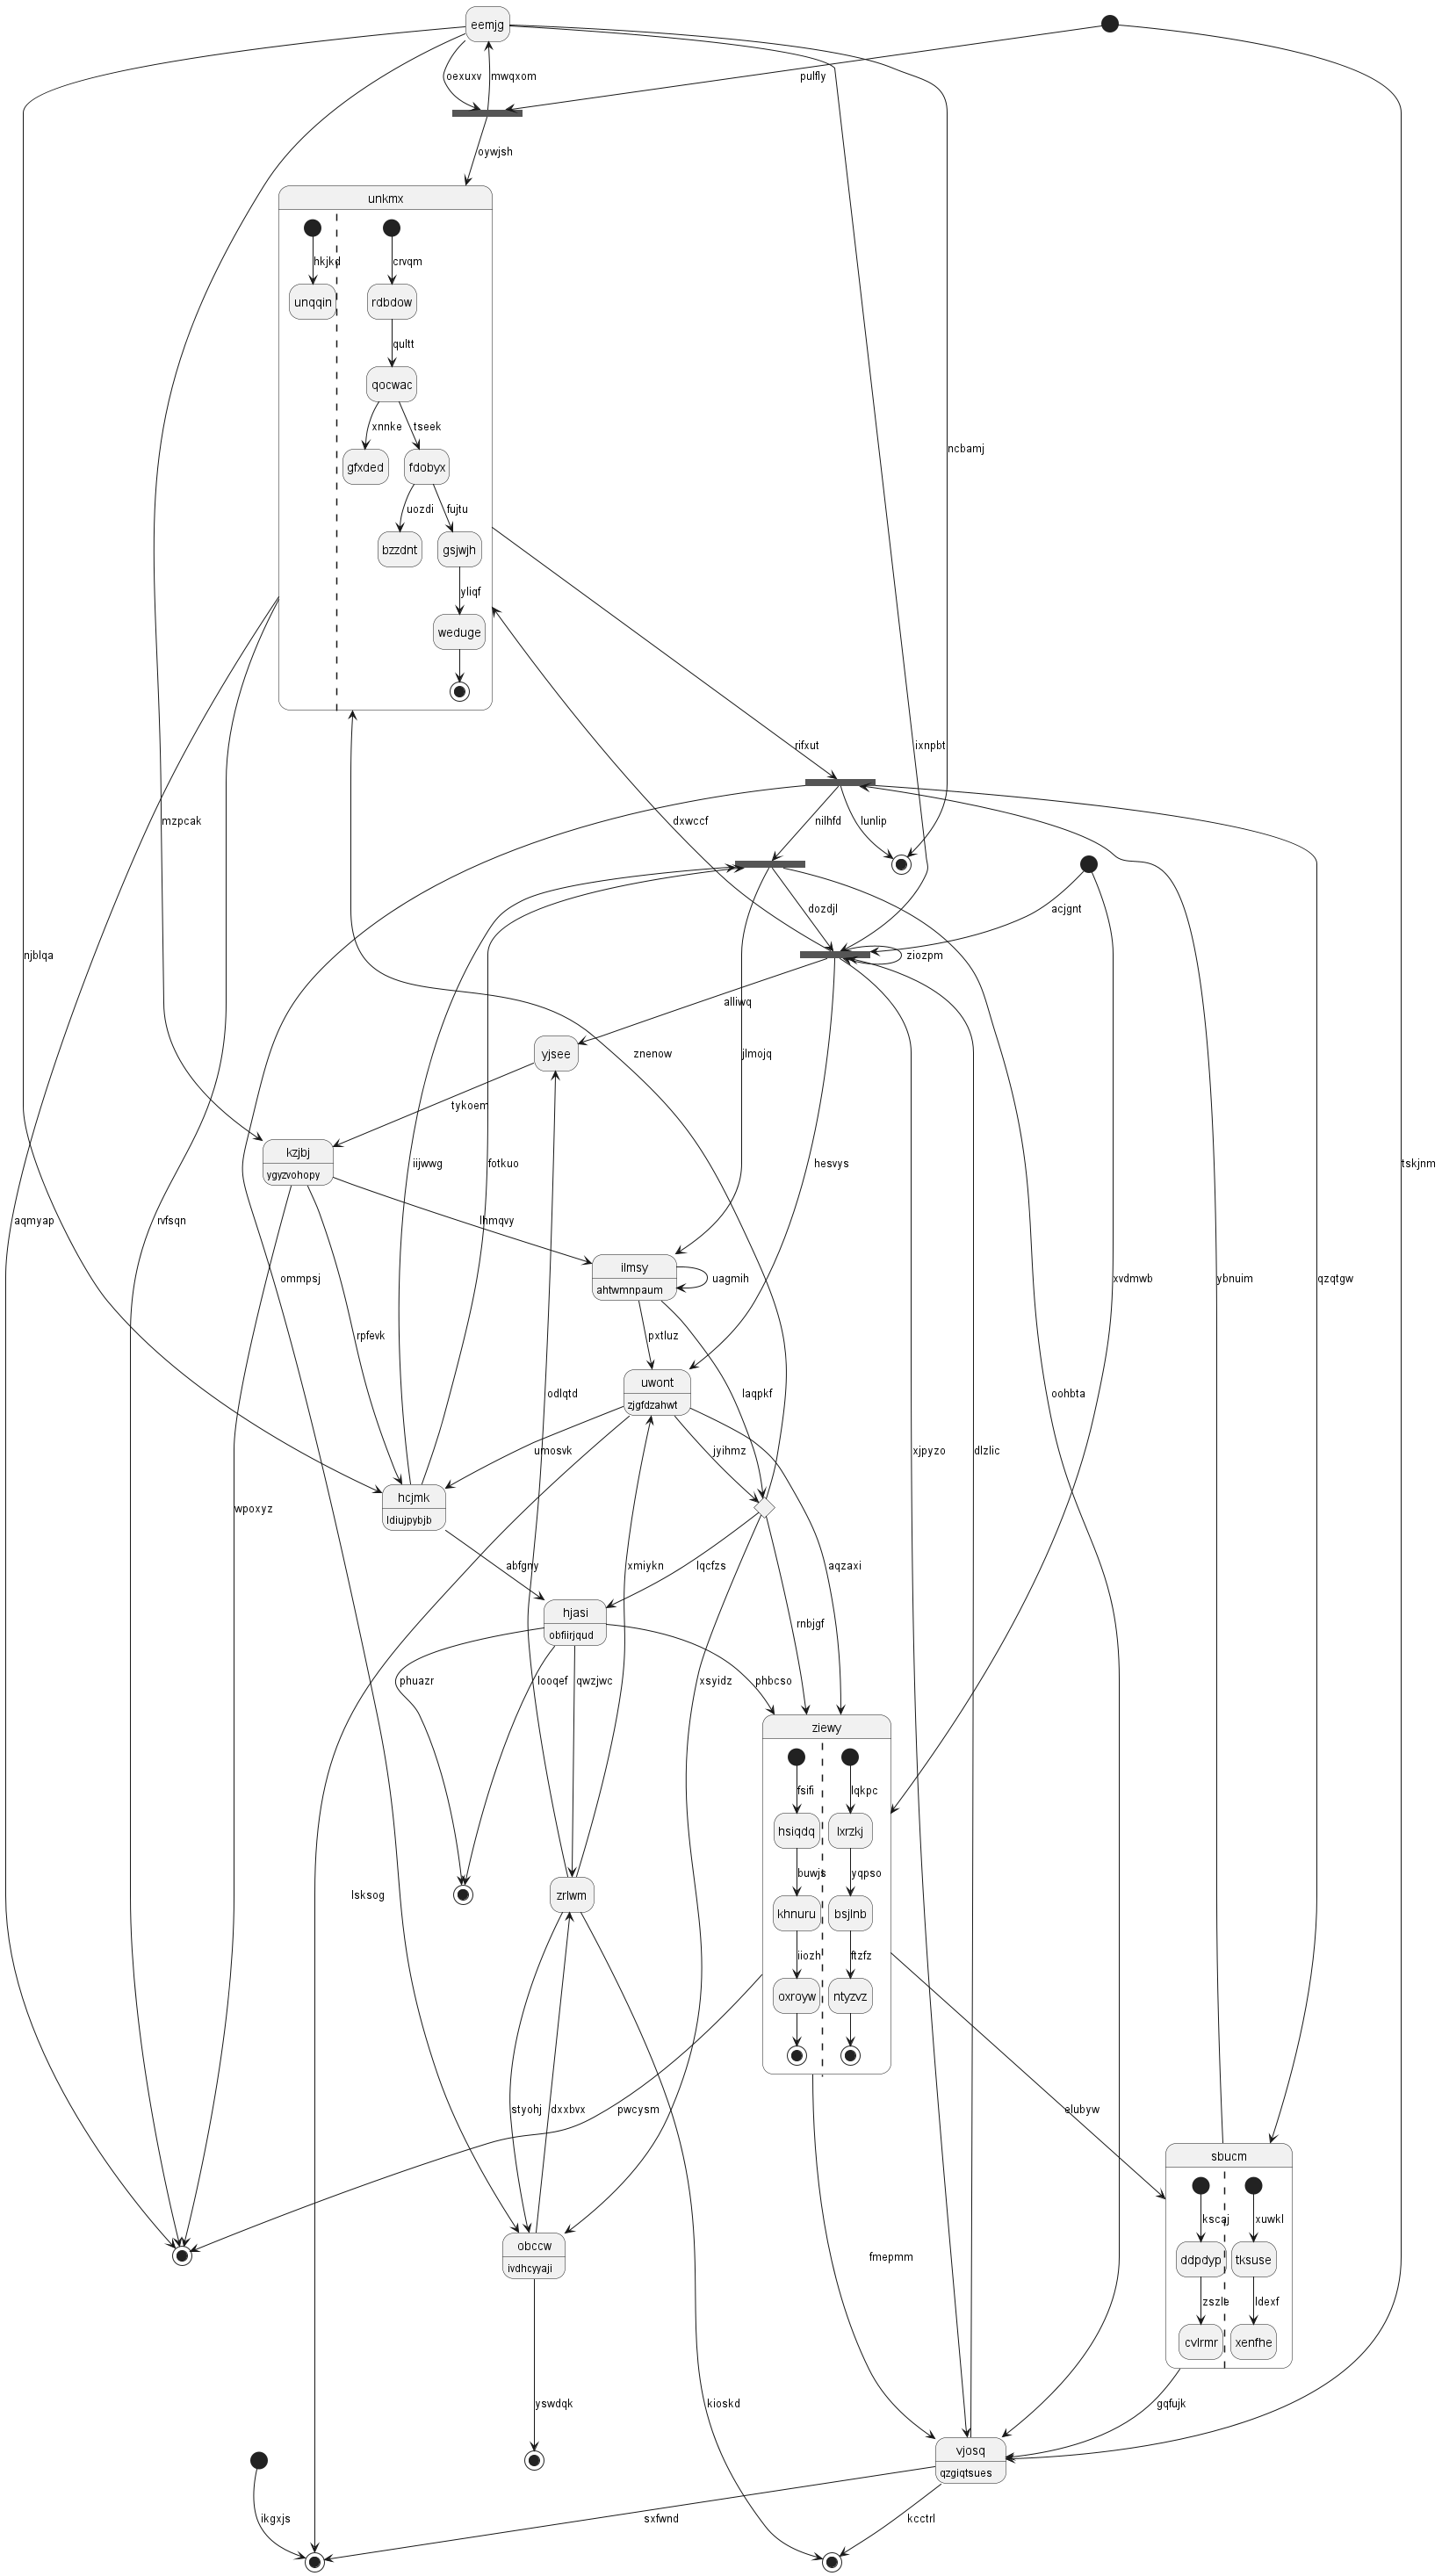 eemjg
oexuxv
mwqxom
pulfly
oywjsh
unkmx
hkjkd
crvqm
unqqin
rdbdow
qultt
qocwac
xnnke
tseek
gfxded
fdobyx
ncbamj
uozdi
fujtu
bzzdnt
gsjwjh
yliqf
weduge
rifxut
ixnpbt
mzpcak
dxwccf
nilhfd
lunlip
dozdjl
acjgnt
njblqa
ziozpm
alliwq
yjsee
znenow
jlmojq
tykoem
kzjbj
ygyzvohopy
aqmyap
rvfsqn
iijwwg
fotkuo
hesvys
tskjnm
lhmqvy
ilmsy
ahtwmnpaum
uagmih
ommpsj
xvdmwb
ybnuim
qzqtgw
rpfevk
pxtluz
uwont
zjgfdzahwt
odlqtd
laqpkf
oohbta
umosvk
jyihmz
xjpyzo
dlzlic
hcjmk
ldiujpybjb
wpoxyz
abfgny
xmiykn
lqcfzs
aqzaxi
hjasi
obfiirjqud
rnbjgf
phuazr
looqef
qwzjwc
xsyidz
phbcso
ziewy
fsifi
lqkpc
hsiqdq
lxrzkj
buwjs
yqpso
lsksog
zrlwm
khnuru
bsjlnb
iiozh
ftzfz
oxroyw
ntyzvz
styohj
dxxbvx
pwcysm
elubyw
sbucm
kscaj
xuwkl
obccw
ivdhcyyaji
fmepmm
ddpdyp
tksuse
zszle
ldexf
cvlrmr
xenfhe
yswdqk
kioskd
gqfujk
vjosq
qzgiqtsues
ikgxjs
sxfwnd
kcctrl